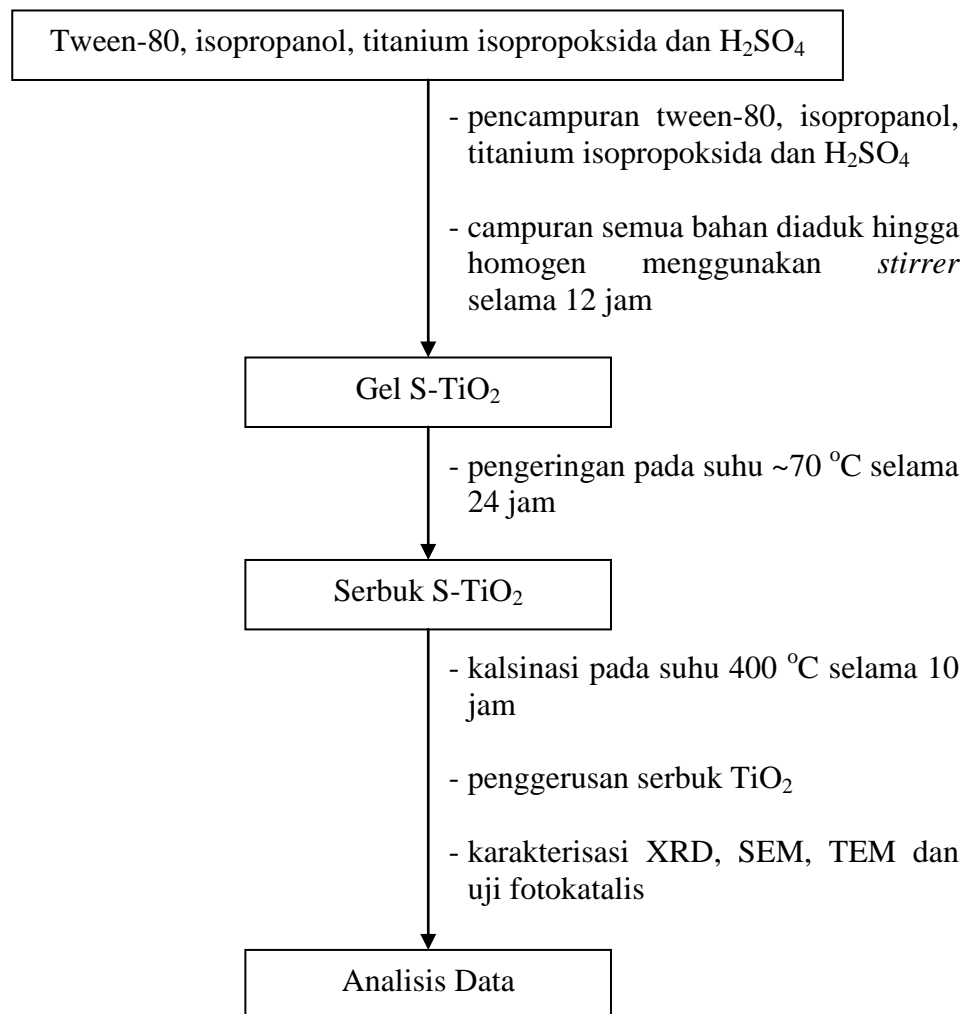 Tween-80, isopropanol, titanium isopropoksida dan H₂SO₄
- pencampuran tween-80, isopropanol,
titanium isopropoksida dan H₂SO₄
- campuran semua bahan diaduk hingga
homogen menggunakan stirrer
selama 12 jam
Gel S-TiO₂
- pengeringan pada suhu ~70 °C selama
24 jam
Serbuk S-TiO₂
- kalsinasi pada suhu 400 °C selama 10
jam
- penggerusan serbuk TiO₂
- karakterisasi XRD, SEM, TEM dan
uji fotokatalis
Analisis Data